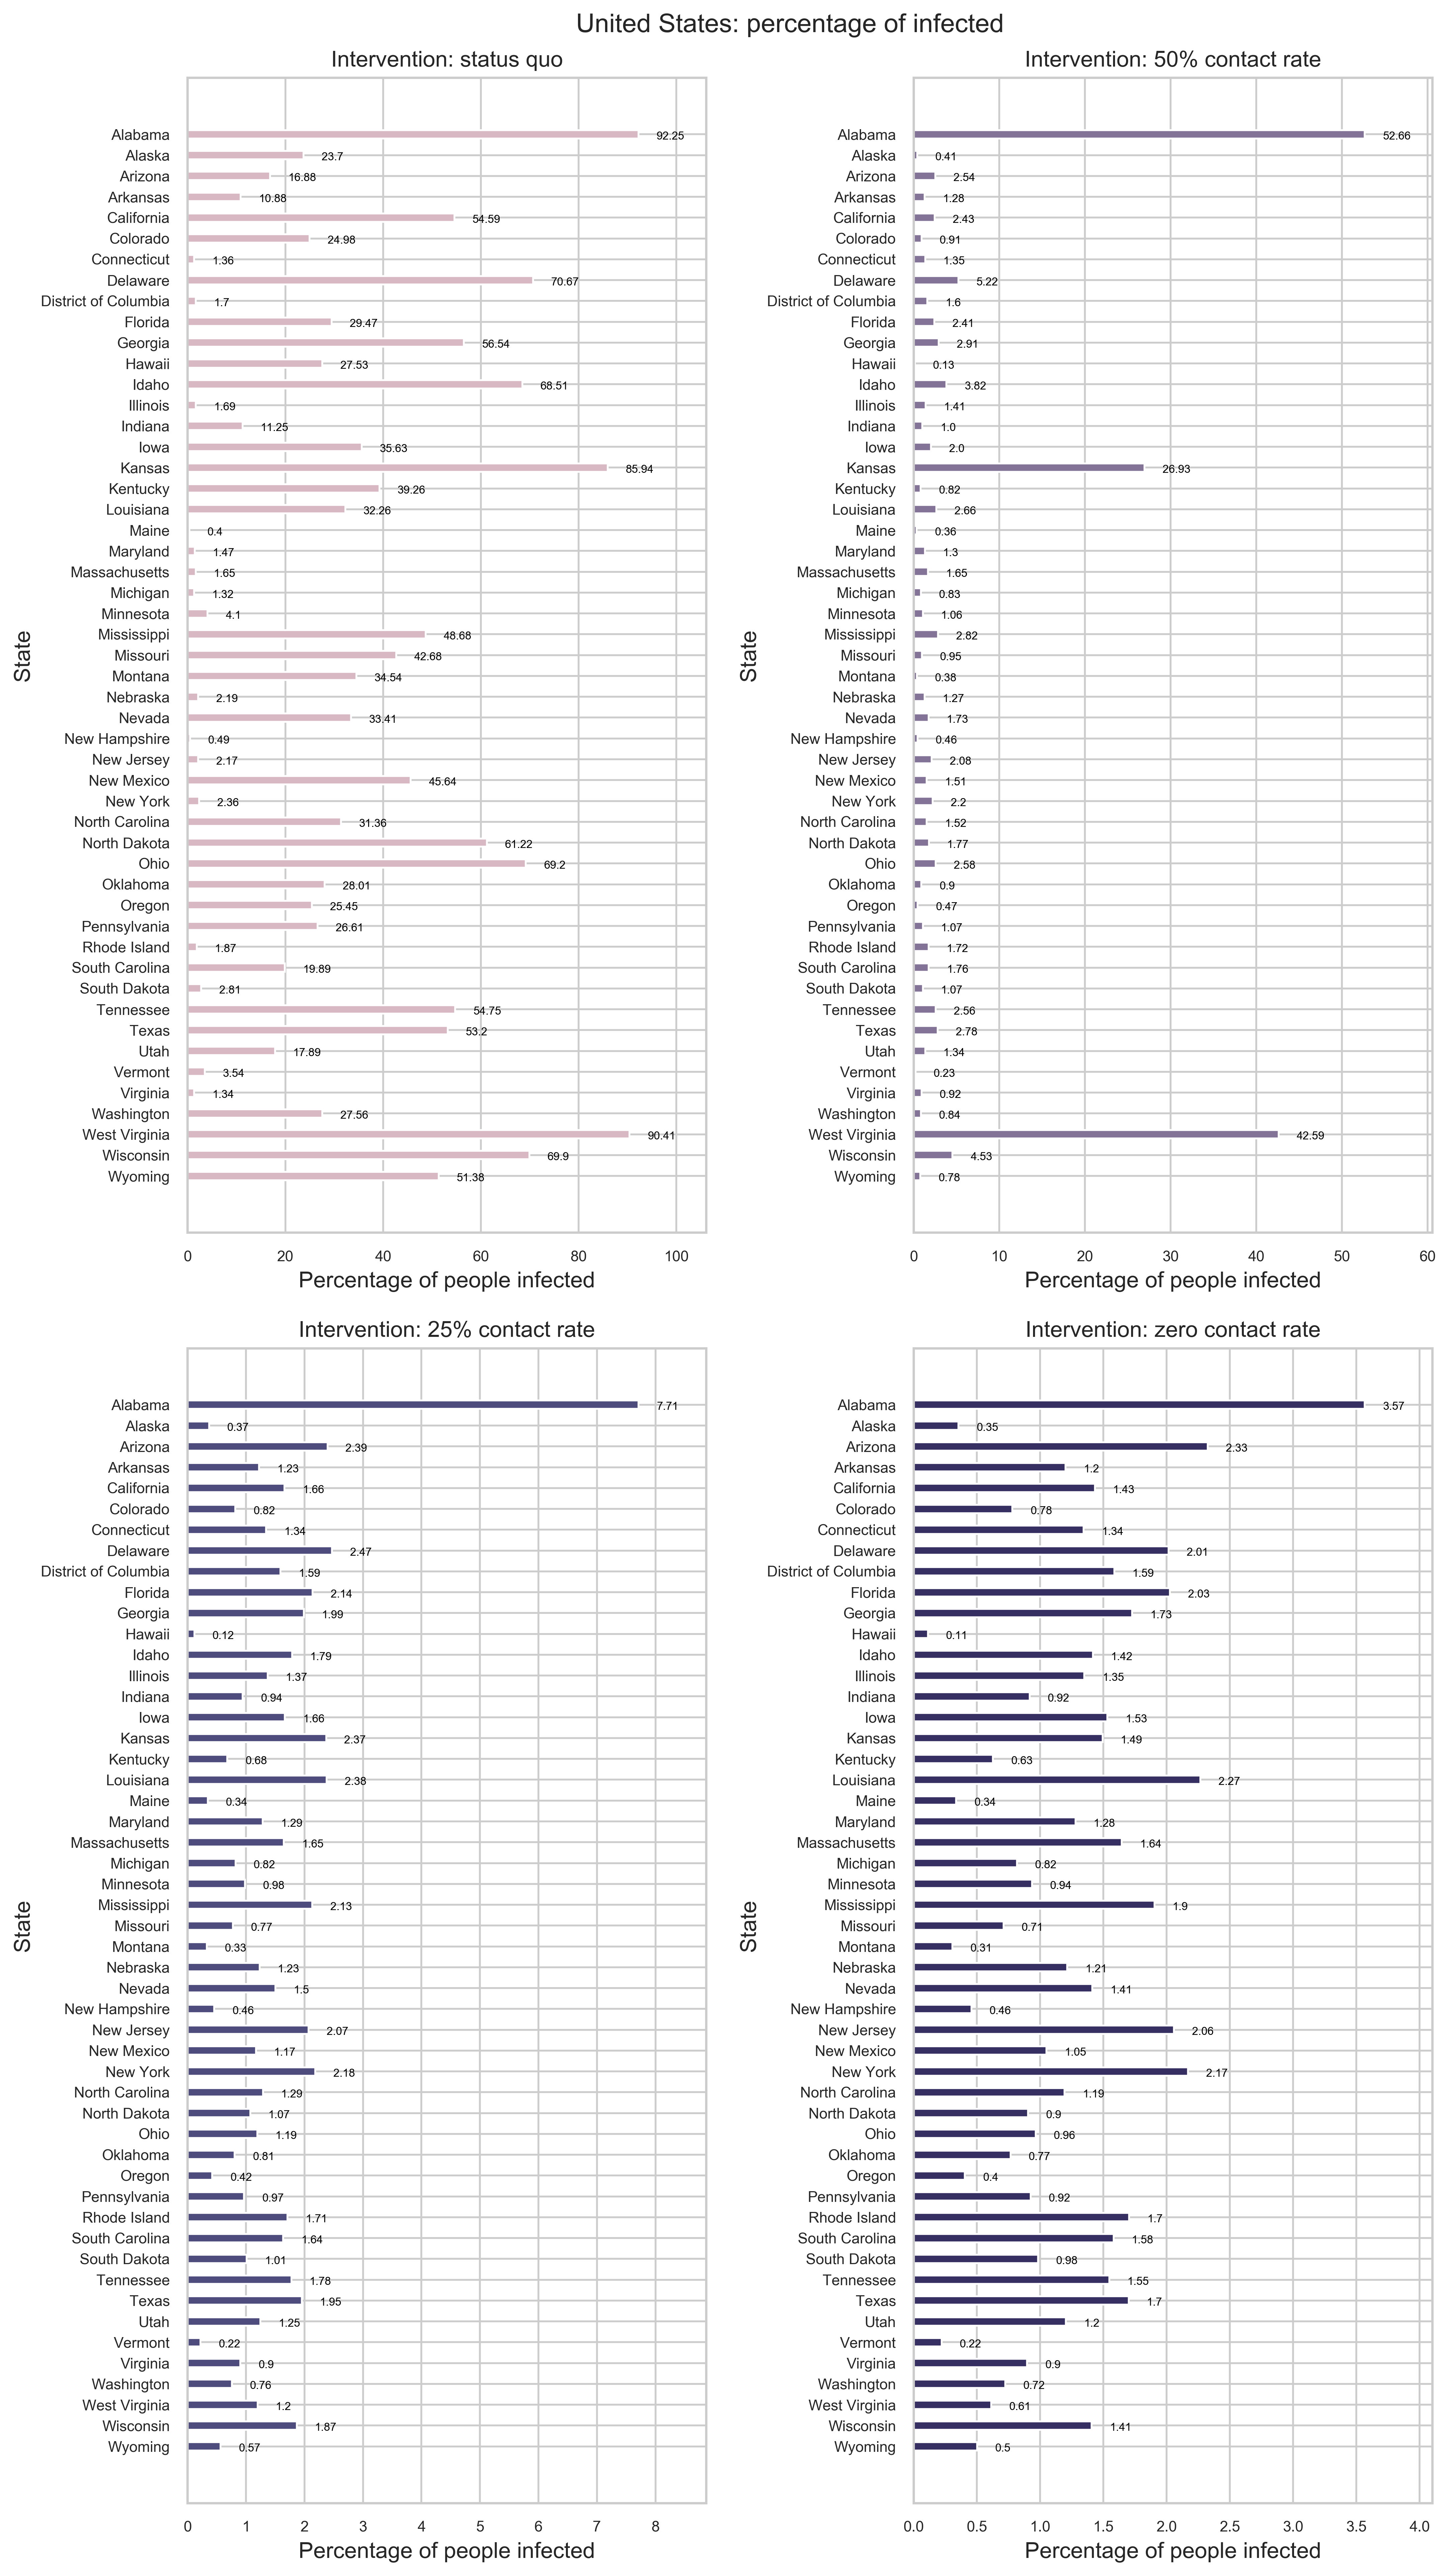 United States: percentage of infected
Intervention: status quo
Alabama 92.25
Alaska 23.7
Arizona 16.88
Arkansas 10.88
California 54.59
Colorado 24.98
Connecticut 1.36
Delaware 70.67
District of Columbia 1.7
Florida 29.47
Georgia 56.54
Hawaii 27.53
Idaho 68.51
Illinois 1.69
Indiana 11.25
Iowa 35.63
Kansas 85.94
Kentucky 39.26
Louisiana 32.26
Maine 0.4
Maryland 1.47
Massachusetts 1.65
Michigan 1.32
Minnesota 4.1
Mississippi 48.68
Missouri 42.68
Montana 34.54
Nebraska 2.19
Nevada 33.41
New Hampshire 0.49
New Jersey 2.17
New Mexico 45.64
New York 2.36
North Carolina 31.36
North Dakota 61.22
Ohio 69.2
Oklahoma 28.01
Oregon 25.45
Pennsylvania 26.61
Rhode Island 1.87
South Carolina 19.89
South Dakota 2.81
Tennessee 54.75
Texas 53.2
Utah 17.89
Vermont 3.54
Virginia 1.34
Washington 27.56
West Virginia 90.41
Wisconsin 69.9
Wyoming 51.38
State
0 20 40 60 80 100
Percentage of people infected
Intervention: 50% contact rate
Alabama 52.66
Alaska 0.41
Arizona 2.54
Arkansas 1.28
California 2.43
Colorado 0.91
Connecticut 1.35
Delaware 5.22
District of Columbia 1.6
Florida 2.41
Georgia 2.91
Hawaii 0.13
Idaho 3.82
Illinois 1.41
Indiana 1.0
Iowa 2.0
Kansas 26.93
Kentucky 0.82
Louisiana 2.66
Maine 0.36
Maryland 1.3
Massachusetts 1.65
Michigan 0.83
Minnesota 1.06
Mississippi 2.82
Missouri 0.95
Montana 0.38
Nebraska 1.27
Nevada 1.73
New Hampshire 0.46
New Jersey 2.08
New Mexico 1.51
New York 2.2
North Carolina 1.52
North Dakota 1.77
Ohio 2.58
Oklahoma 0.9
Oregon 0.47
Pennsylvania 1.07
Rhode Island 1.72
South Carolina 1.76
South Dakota 1.07
Tennessee 2.56
Texas 2.78
Utah 1.34
Vermont 0.23
Virginia 0.92
Washington 0.84
West Virginia 42.59
Wisconsin 4.53
Wyoming 0.78
State
0 10 20 30 40 50 60
Percentage of people infected
Intervention: 25% contact rate
Alabama 7.71
Alaska 0.37
Arizona 2.39
Arkansas 1.23
California 1.66
Colorado 0.82
Connecticut 1.34
Delaware 2.47
District of Columbia 1.59
Florida 2.14
Georgia 1.99
Hawaii 0.12
Idaho 1.79
Illinois 1.37
Indiana 0.94
Iowa 1.66
Kansas 2.37
Kentucky 0.68
Louisiana 2.38
Maine 0.34
Maryland 1.29
Massachusetts 1.65
Michigan 0.82
Minnesota 0.98
Mississippi 2.13
Missouri 0.77
Montana 0.33
Nebraska 1.23
Nevada 1.5
New Hampshire 0.46
New Jersey 2.07
New Mexico 1.17
New York 2.18
North Carolina 1.29
North Dakota 1.07
Ohio 1.19
Oklahoma 0.81
Oregon 0.42
Pennsylvania 0.97
Rhode Island 1.71
South Carolina 1.64
South Dakota 1.01
Tennessee 1.78
Texas 1.95
Utah 1.25
Vermont 0.22
Virginia 0.9
Washington 0.76
West Virginia 1.2
Wisconsin 1.87
Wyoming 0.57
State
0 1 2 3 4 5 6 7 8
Percentage of people infected
Intervention: zero contact rate
Alabama 3.57
Alaska 0.35
Arizona 2.33
Arkansas 1.2
California 1.43
Colorado 0.78
Connecticut 1.34
Delaware 2.01
District of Columbia 1.59
Florida 2.03
Georgia 1.73
Hawaii 0.11
Idaho 1.42
Illinois 1.35
Indiana 0.92
Iowa 1.53
Kansas 1.49
Kentucky 0.63
Louisiana 2.27
Maine 0.34
Maryland 1.28
Massachusetts 1.64
Michigan 0.82
Minnesota 0.94
Mississippi 1.9
Missouri 0.71
Montana 0.31
Nebraska 1.21
Nevada 1.41
New Hampshire 0.46
New Jersey 2.06
New Mexico 1.05
New York 2.17
North Carolina 1.19
North Dakota 0.9
Ohio 0.96
Oklahoma 0.77
Oregon 0.4
Pennsylvania 0.92
Rhode Island 1.7
South Carolina 1.58
South Dakota 0.98
Tennessee 1.55
Texas 1.7
Utah 1.2
Vermont 0.22
Virginia 0.9
Washington 0.72
West Virginia 0.61
Wisconsin 1.41
Wyoming 0.5
State
0.0 0.5 1.0 1.5 2.0 2.5 3.0 3.5 4.0
Percentage of people infected